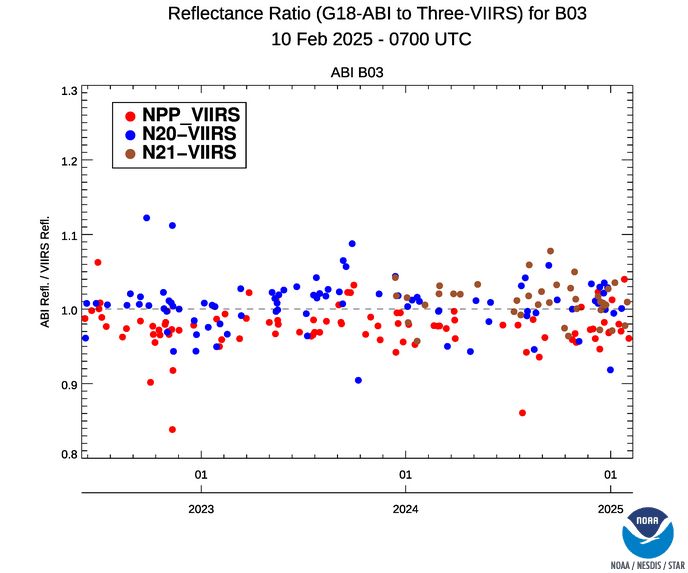 Reflectance Ratio (G18-ABI to Three-VIIRS) for B03
10 Feb 2025 - 0700 UTC
ABI B03
NPP_VIIRS
N20-VIIRS
N21-VIIRS
ABI Refl. / VIIRS Refl.
1.3
1.2
1.1
1.0
0.9
0.8
01
01
01
2023
2024
2025
NOAA
NOAA / NESDIS / STAR